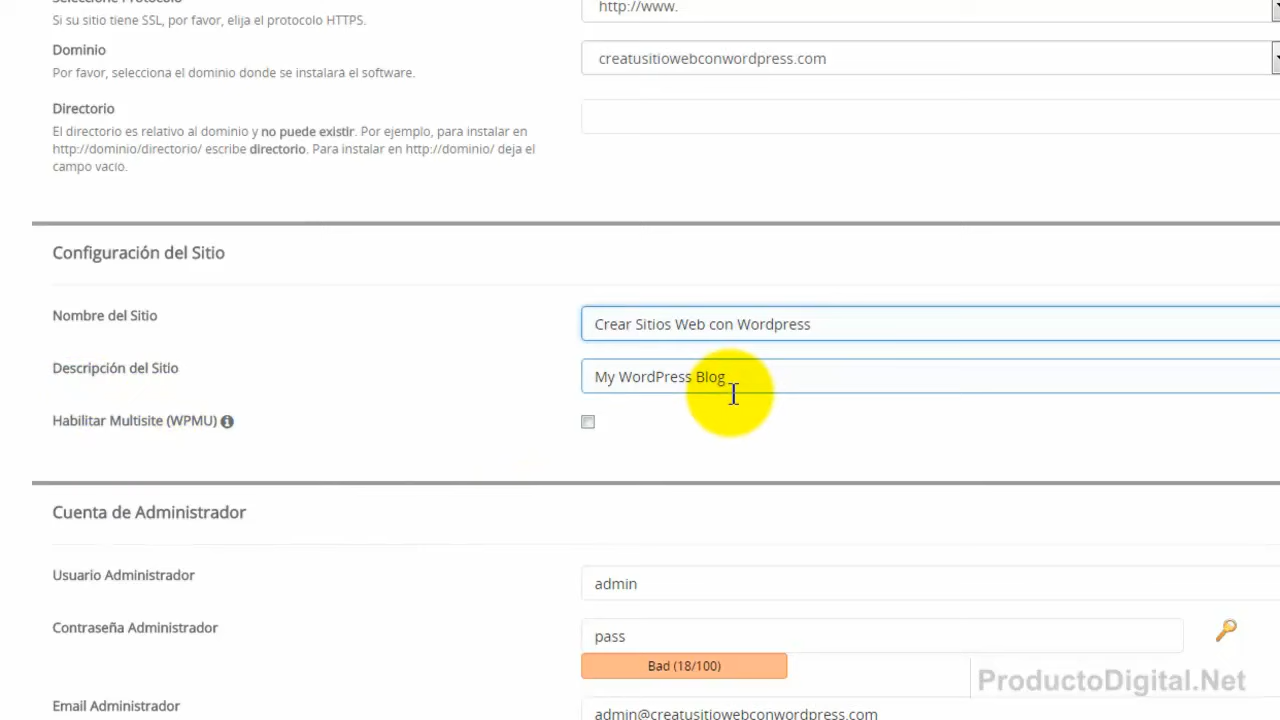 Seleccione Protocolo
http://www.
Si su sitio tiene SSL, por favor, elija el protocolo HTTPS.
Dominio
creatusitiowebconwordpress.com
Por favor, selecciona el dominio donde se instalará el software.
Directorio
El directorio es relativo al dominio y no puede existir. Por ejemplo, para instalar en
http://dominio/directorio/ escribe directorio. Para instalar en http://dominio/ deja el
campo vacío.
Configuración del Sitio
Nombre del Sitio
Crear Sitios Web con Wordpress
Descripción del Sitio
My WordPress Blog
Habilitar Multisite (WPMU)
Cuenta de Administrador
Usuario Administrador
admin
Contraseña Administrador
pass
Bad (18/100)
ProductoDigital.Net
Email Administrador
admin@creatusitiowebconwordpress.com